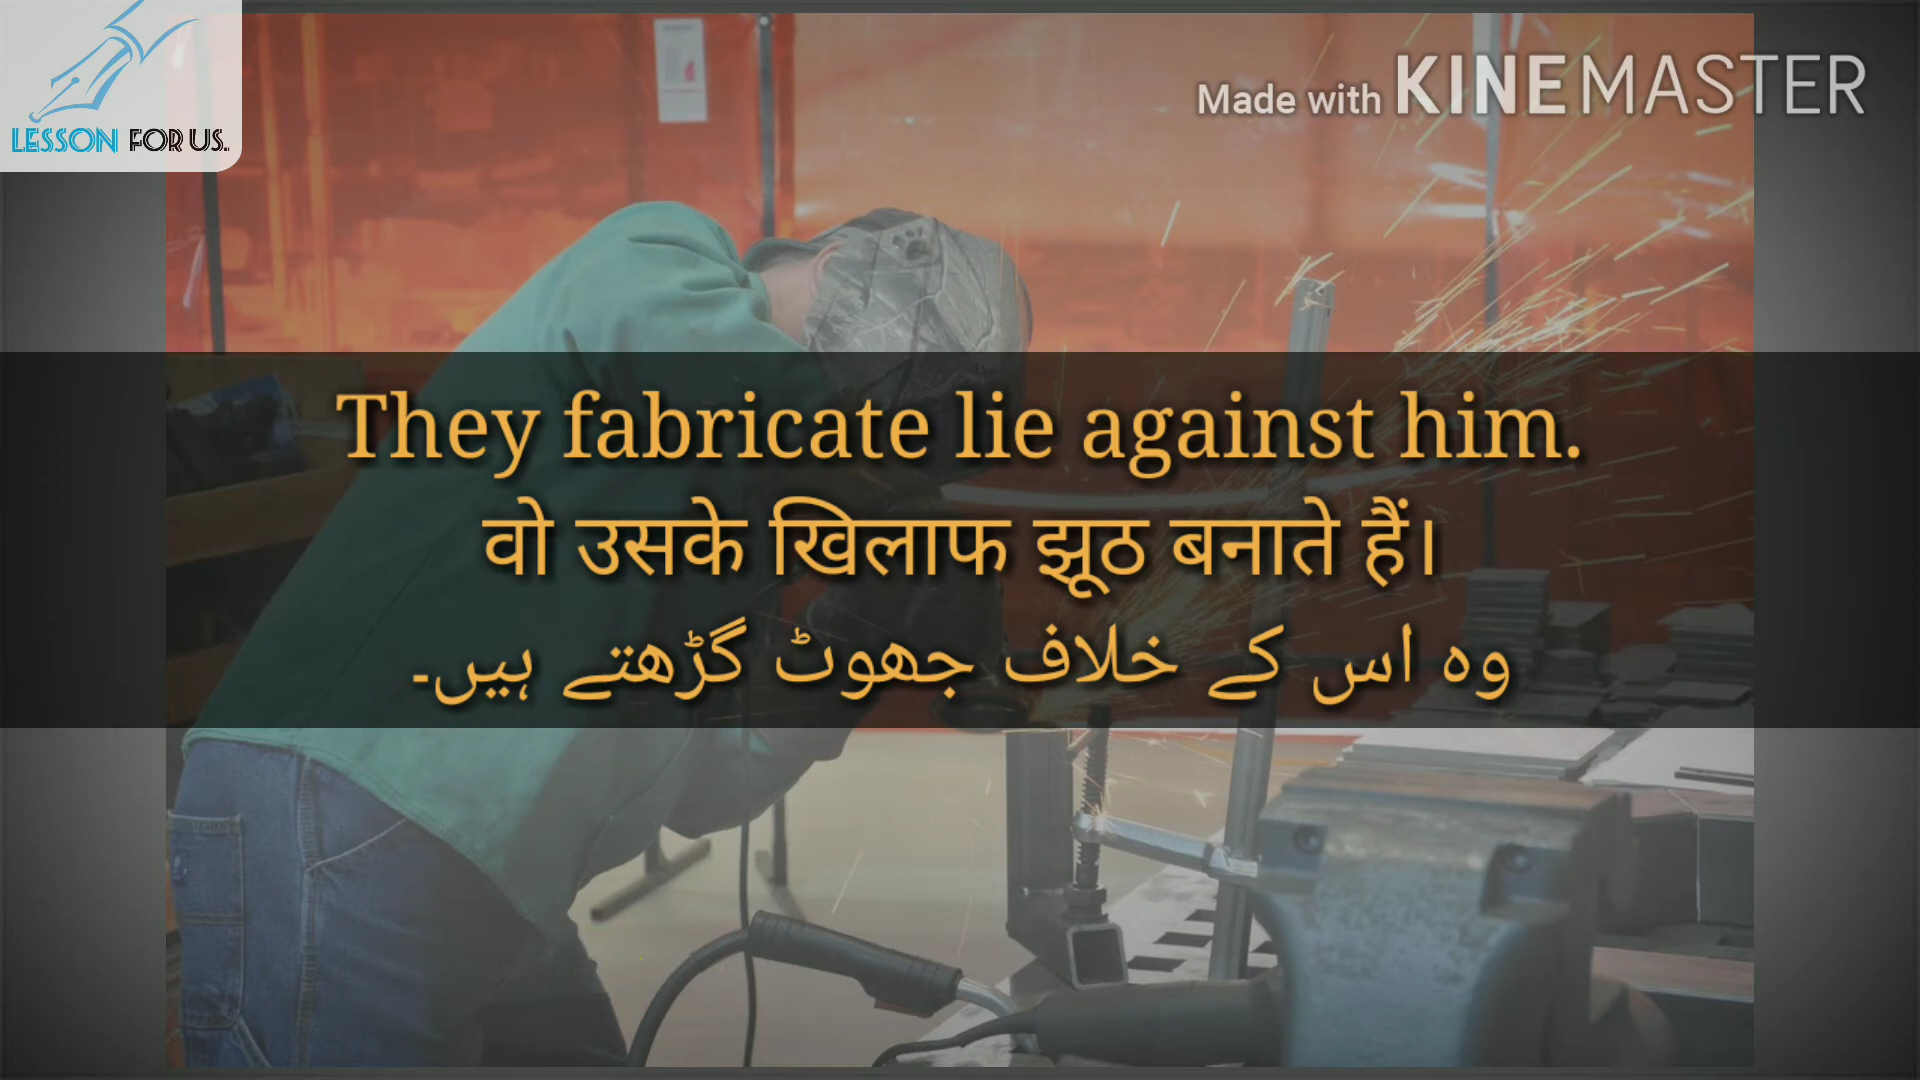 LESSON FOR US.
Made with KINEMASTER
They fabricate lie against him.
वो उसके खिलाफ झूठ बनाते हैं।
وہ اس کے خلاف جھوٹ گڑھتے ہیں۔